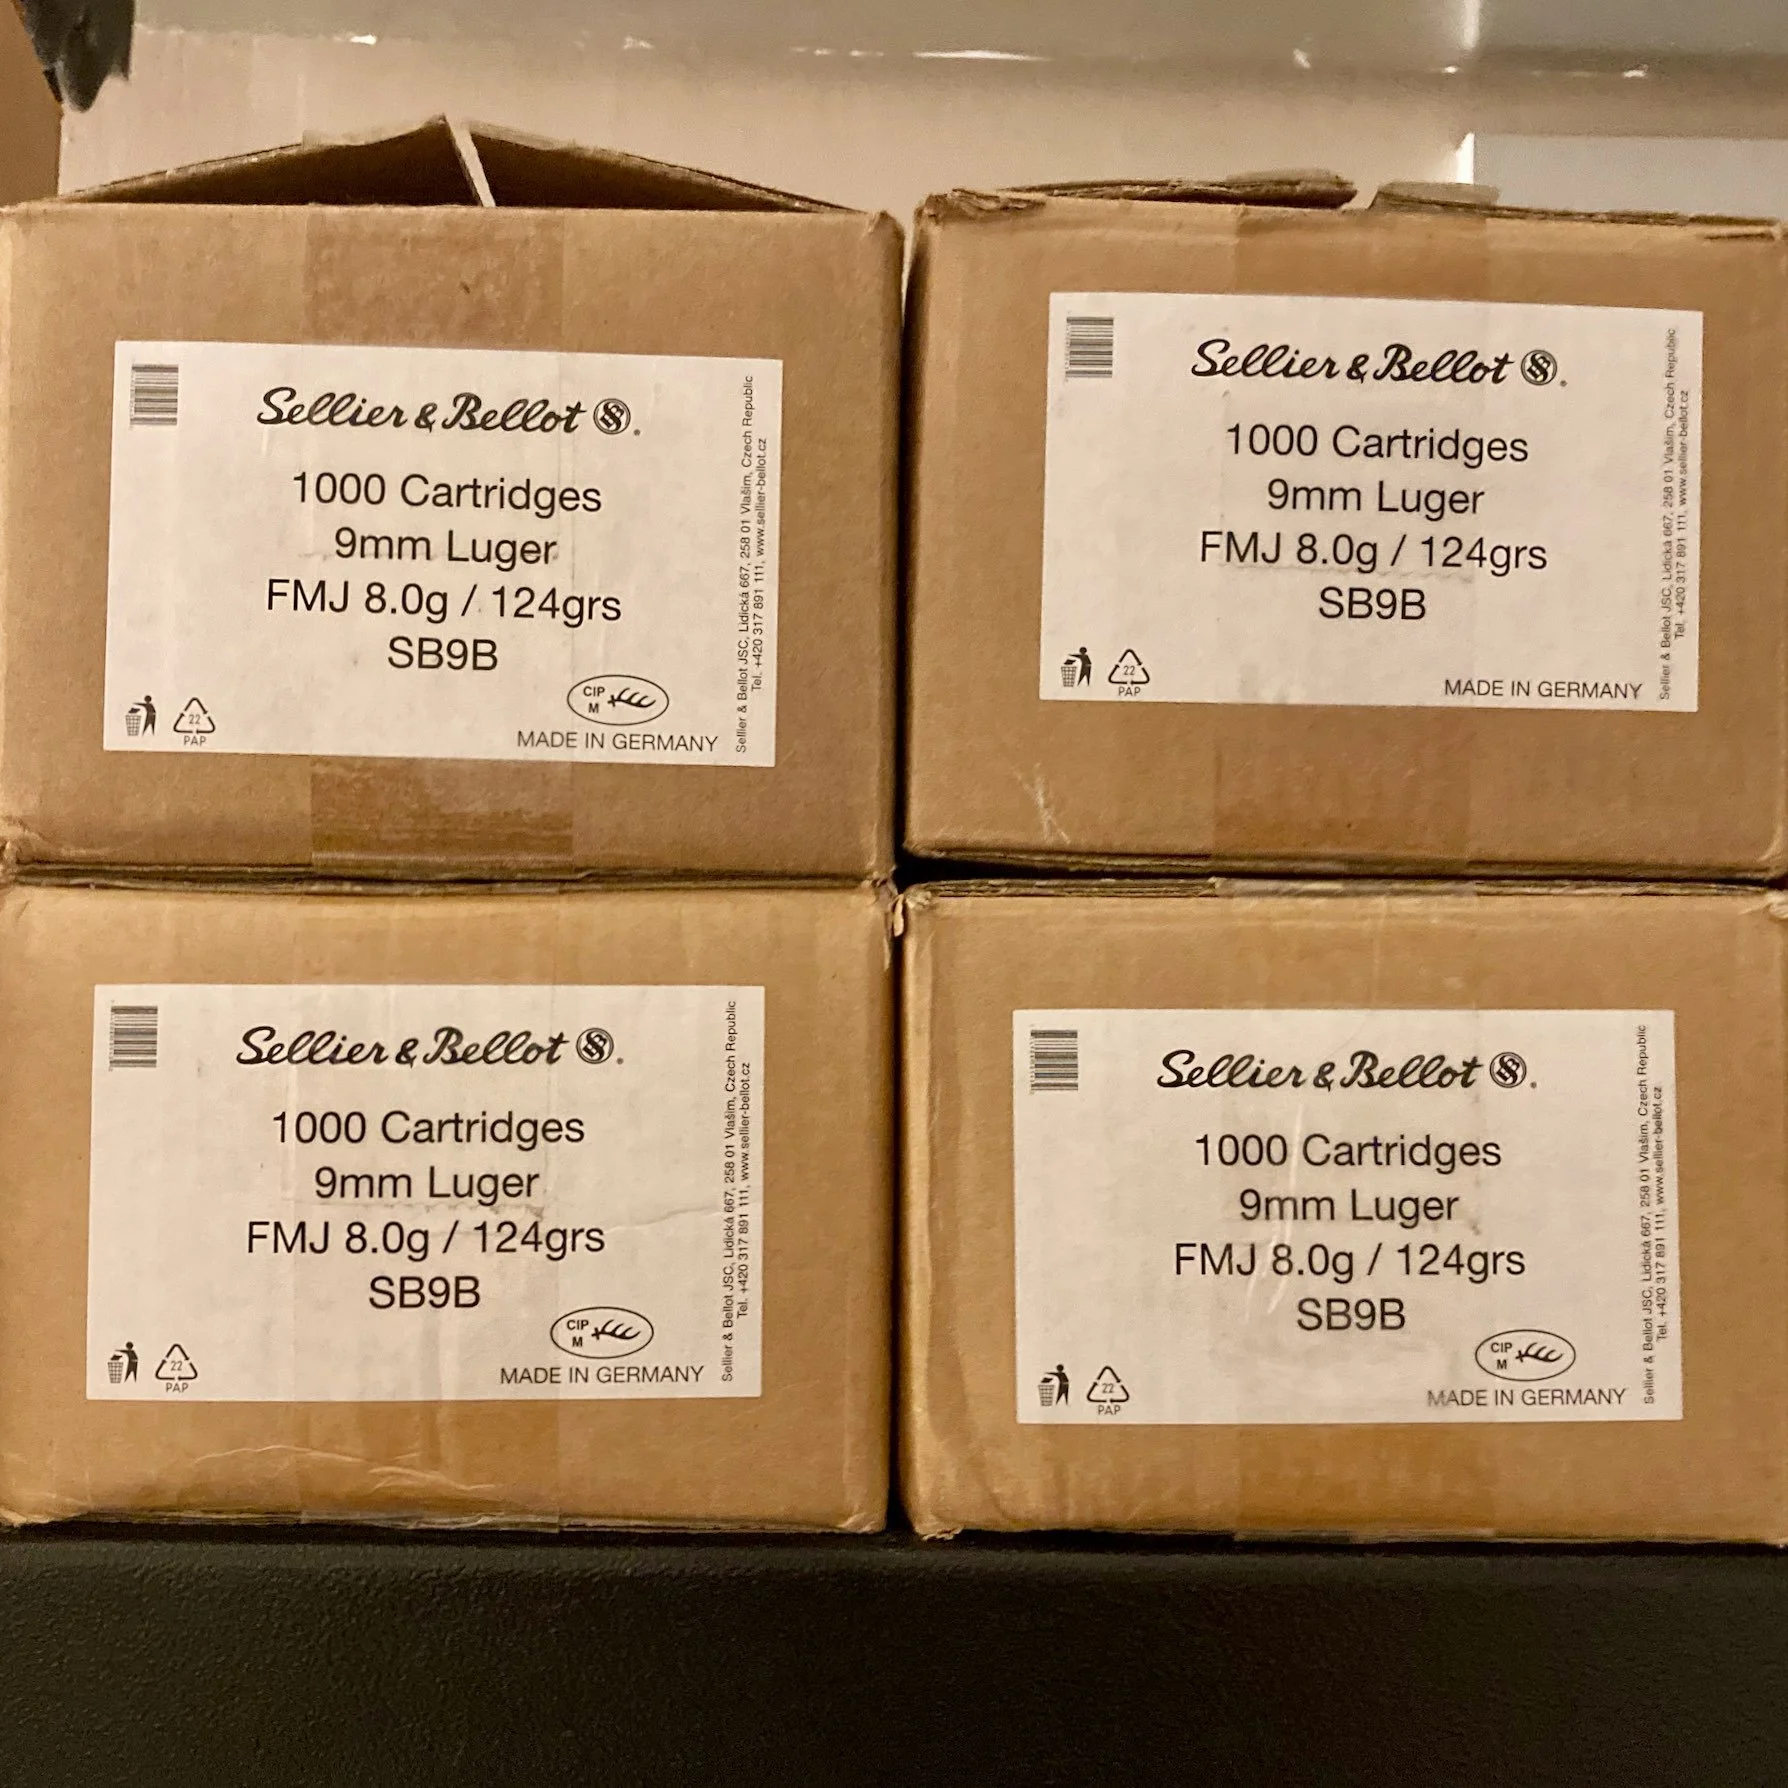 Sellier & Bellot
1000 Cartridges
9mm Luger
FMJ 8.0g / 124grs
SB9B
CIP
M
22
PAP
MADE IN GERMANY
Sellier & Bellot JSC, Lidická 667, 258 01 Vlašim, Czech Republic
Tel. +420 317 891 111, www.sellier-bellot.cz
Sellier & Bellot
1000 Cartridges
9mm Luger
FMJ 8.0g / 124grs
SB9B
22
PAP
MADE IN GERMANY
Sellier & Bellot JSC, Lidická 667, 258 01 Vlašim, Czech Republic
Tel. +420 317 891 111, www.sellier-bellot.cz
Sellier & Bellot
1000 Cartridges
9mm Luger
FMJ 8.0g / 124grs
SB9B
CIP
M
22
PAP
MADE IN GERMANY
Sellier & Bellot JSC, Lidická 667, 258 01 Vlašim, Czech Republic
Tel. +420 317 891 111, www.sellier-bellot.cz
Sellier & Bellot
1000 Cartridges
9mm Luger
FMJ 8.0g / 124grs
SB9B
CIP
M
22
PAP
MADE IN GERMANY
Sellier & Bellot JSC, Lidická 667, 258 01 Vlašim, Czech Republic
Tel. +420 317 891 111, www.sellier-bellot.cz